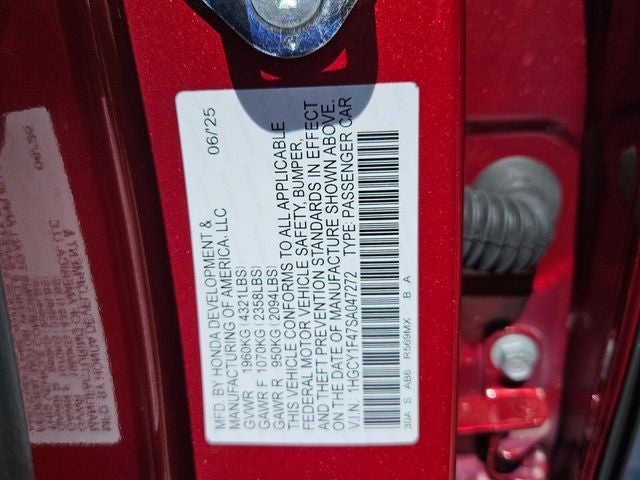 MFD. BY HONDA DEVELOPMENT & 06/25
MANUFACTURING OF AMERICA, LLC
GVWR 1960KG (4321LBS)
GAWR F 1070KG (2358LBS)
GAWR R 950KG (2094LBS)
THIS VEHICLE CONFORMS TO ALL APPLICABLE
FEDERAL MOTOR VEHICLE SAFETY, BUMPER,
AND THEFT PREVENTION STANDARDS IN EFFECT
ON THE DATE OF MANUFACTURE SHOWN ABOVE.
V.I.N.: 1HGCY1F47SA047272 TYPE: PASSENGER CAR
30A S AB6 R569MX B A